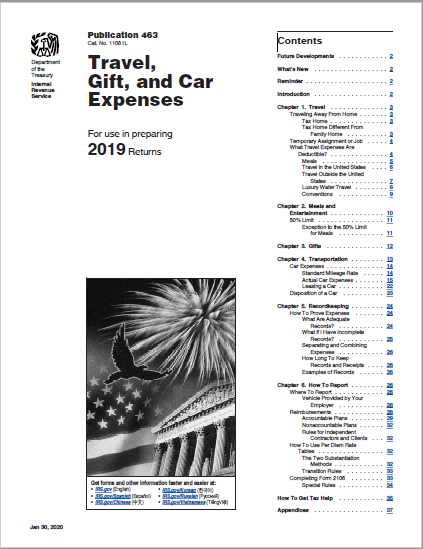 Department
of the
Treasury
Internal
Revenue
Service
Publication 463
Cat. No. 11081L
Travel,
Gift, and Car
Expenses
For use in preparing
2019 Returns
Get forms and other information faster and easier at:
• IRS.gov (English)
• IRS.gov/Spanish (Español)
• IRS.gov/Chinese (中文)
• IRS.gov/Korean (한국어)
• IRS.gov/Russian (Pусский)
• IRS.gov/Vietnamese (TiếngViệt)
Jan 30, 2020
Contents
Future Developments . . . . . . . . . . . . 2
What's New . . . . . . . . . . . . . . . . . 2
Reminder . . . . . . . . . . . . . . . . . . 2
Introduction . . . . . . . . . . . . . . . . 2
Chapter 1. Travel . . . . . . . . . . . . . 3
Traveling Away From Home . . . . . . . . . 3
Tax Home . . . . . . . . . . . . . . . . 3
Tax Home Different From
Family Home . . . . . . . . . . . . . 3
Temporary Assignment or Job . . . . . . . 4
What Travel Expenses Are
Deductible? . . . . . . . . . . . . . . 4
Meals . . . . . . . . . . . . . . . . . 5
Travel in the United States . . . . . . 6
Travel Outside the United
States . . . . . . . . . . . . . . . 7
Luxury Water Travel . . . . . . . . . . 8
Conventions . . . . . . . . . . . . . . 9
Chapter 2. Meals and
Entertainment . . . . . . . . . . . . . 10
50% Limit . . . . . . . . . . . . . . . . 11
Exception to the 50% Limit
for Meals . . . . . . . . . . . . . . 11
Chapter 3. Gifts . . . . . . . . . . . . . 12
Chapter 4. Transportation . . . . . . . . . 13
Car Expenses . . . . . . . . . . . . . . . 14
Standard Mileage Rate . . . . . . . . . 14
Actual Car Expenses . . . . . . . . . . 15
Leasing a Car . . . . . . . . . . . . . 22
Disposition of a Car . . . . . . . . . . . 23
Chapter 5. Recordkeeping . . . . . . . . . 24
How To Prove Expenses . . . . . . . . . . 24
What Are Adequate
Records? . . . . . . . . . . . . . . 24
What if I Have Incomplete
Records? . . . . . . . . . . . . . . 25
Separating and Combining
Expenses . . . . . . . . . . . . . . 26
How Long To Keep
Records and Receipts . . . . . . . . 26
Examples of Records . . . . . . . . . . 26
Chapter 6. How To Report . . . . . . . . . 26
Where To Report . . . . . . . . . . . . . 26
Vehicle Provided by Your
Employer . . . . . . . . . . . . . . 28
Reimbursements . . . . . . . . . . . . . . 28
Accountable Plans . . . . . . . . . . . 29
Nonaccountable Plans . . . . . . . . . . 32
Rules for Independent
Contractors and Clients . . . . . . . 32
How To Use Per Diem Rate
Tables . . . . . . . . . . . . . . . . 32
The Two Substantiation
Methods . . . . . . . . . . . . . . . 32
Transition Rules . . . . . . . . . . . . 33
Completing Form 2106 . . . . . . . . . . . 33
Special Rules . . . . . . . . . . . . . 34
How To Get Tax Help . . . . . . . . . . . . 36
Appendices . . . . . . . . . . . . . . . . 37